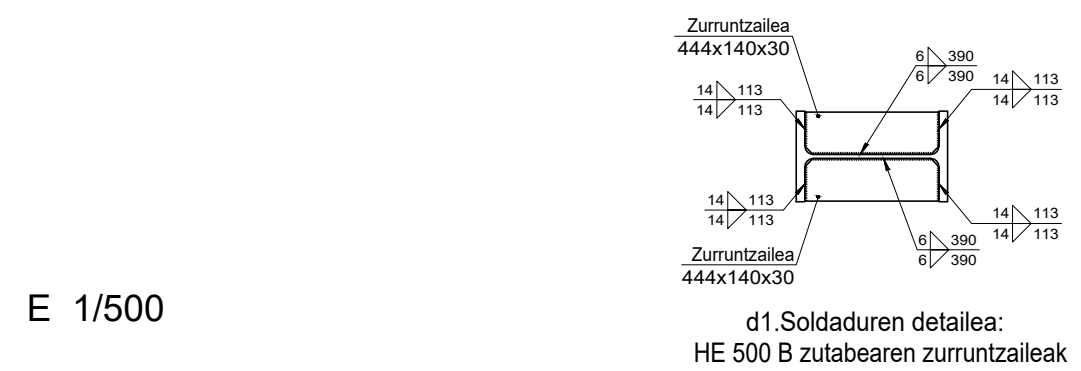 Zurruntzailea
444x140x30
6 390
6 390
14 113
14 113
14 113
14 113
14 113
14 113
14 113
14 113
6 390
6 390
Zurruntzailea
444x140x30
E 1/500
d1.Soldaduren detailea:
HE 500 B zutabearen zurruntzaileak